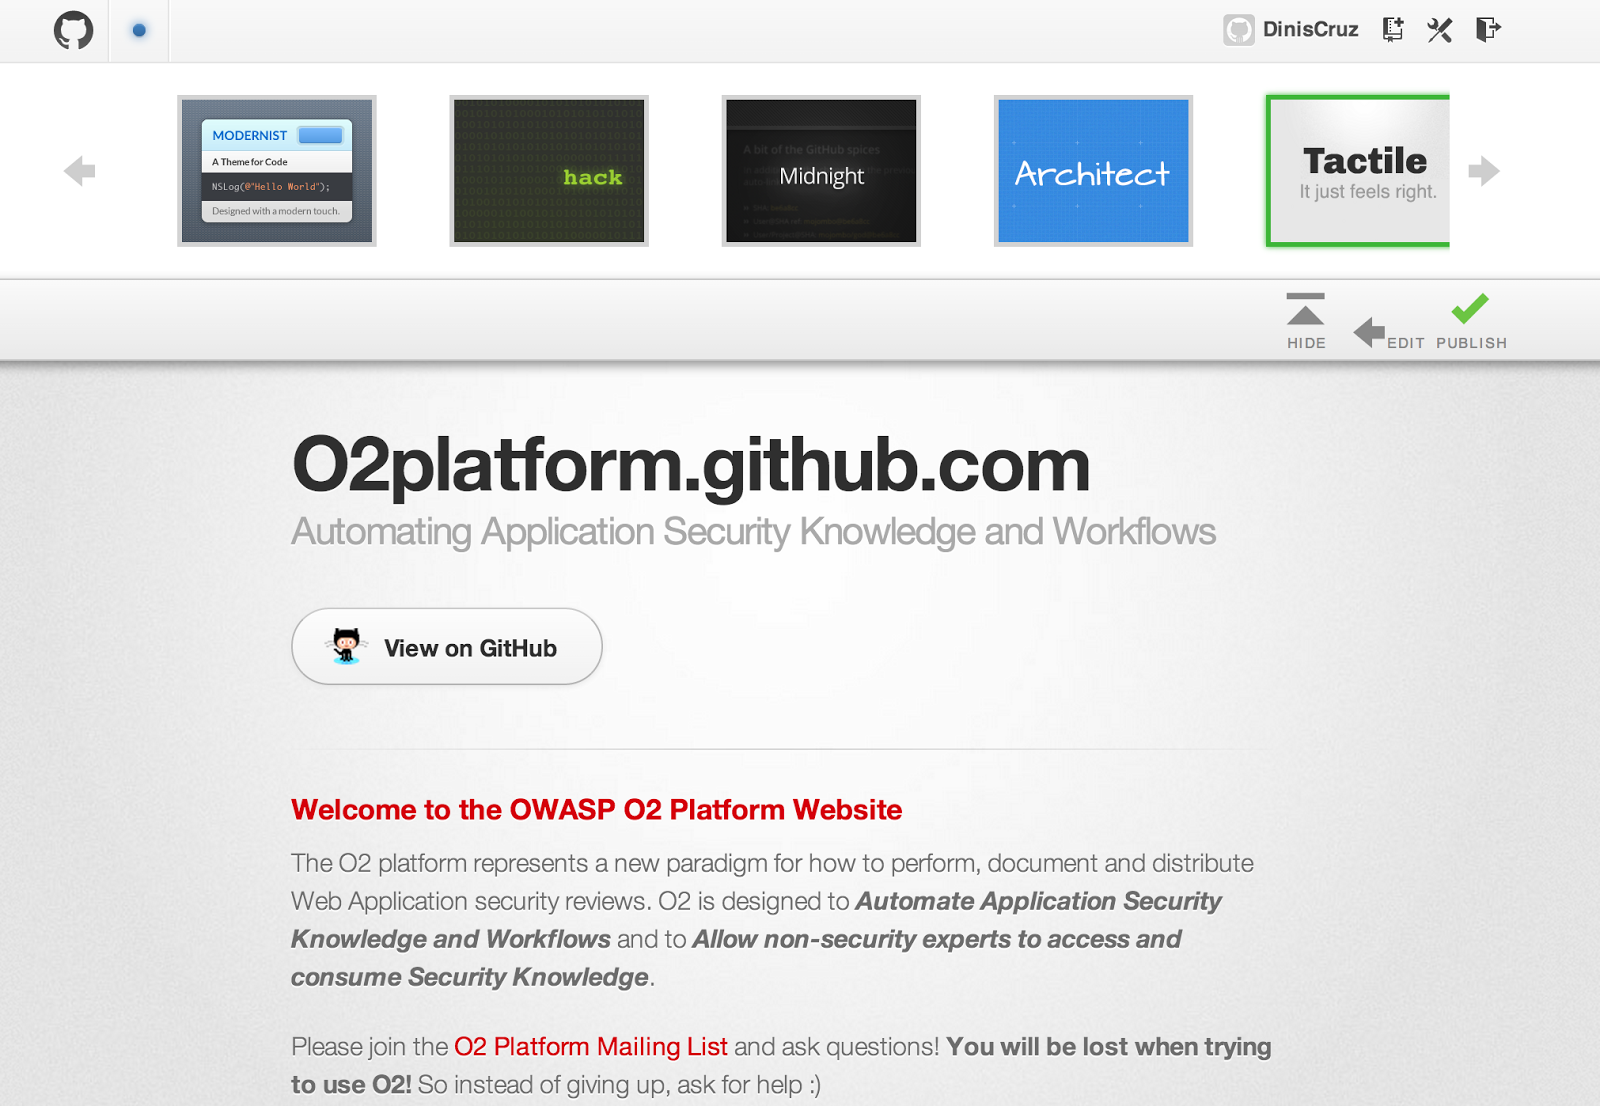 DinisCruz
MODERNIST
A Theme for Code
NSLog(@"Hello World");
Designed with a modern touch.
hack
A bit of the GitHub spices
Midnight
Architect
Tactile
It just feels right.
HIDE
EDIT
PUBLISH
O2platform.github.com
Automating Application Security Knowledge and Workflows
View on GitHub
Welcome to the OWASP O2 Platform Website
The O2 platform represents a new paradigm for how to perform, document and distribute
Web Application security reviews. O2 is designed to Automate Application Security
Knowledge and Workflows and to Allow non-security experts to access and
consume Security Knowledge.
Please join the O2 Platform Mailing List and ask questions! You will be lost when trying
to use O2! So instead of giving up, ask for help :)